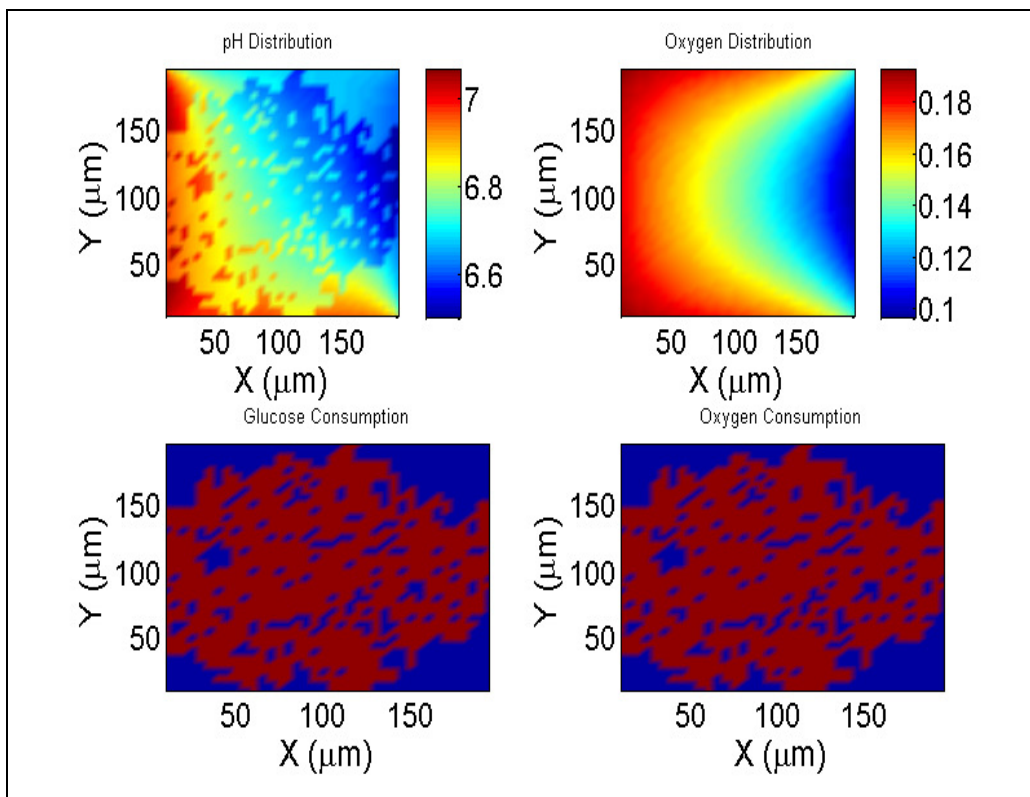 pH Distribution
Oxygen Distribution
Y (μm)
150
100
50
50 100 150
X (μm)
7
6.8
6.6
Y (μm)
150
100
50
50 100 150
X (μm)
0.18
0.16
0.14
0.12
0.1
Glucose Consumption
Oxygen Consumption
Y (μm)
150
100
50
50 100 150
X (μm)
Y (μm)
150
100
50
50 100 150
X (μm)